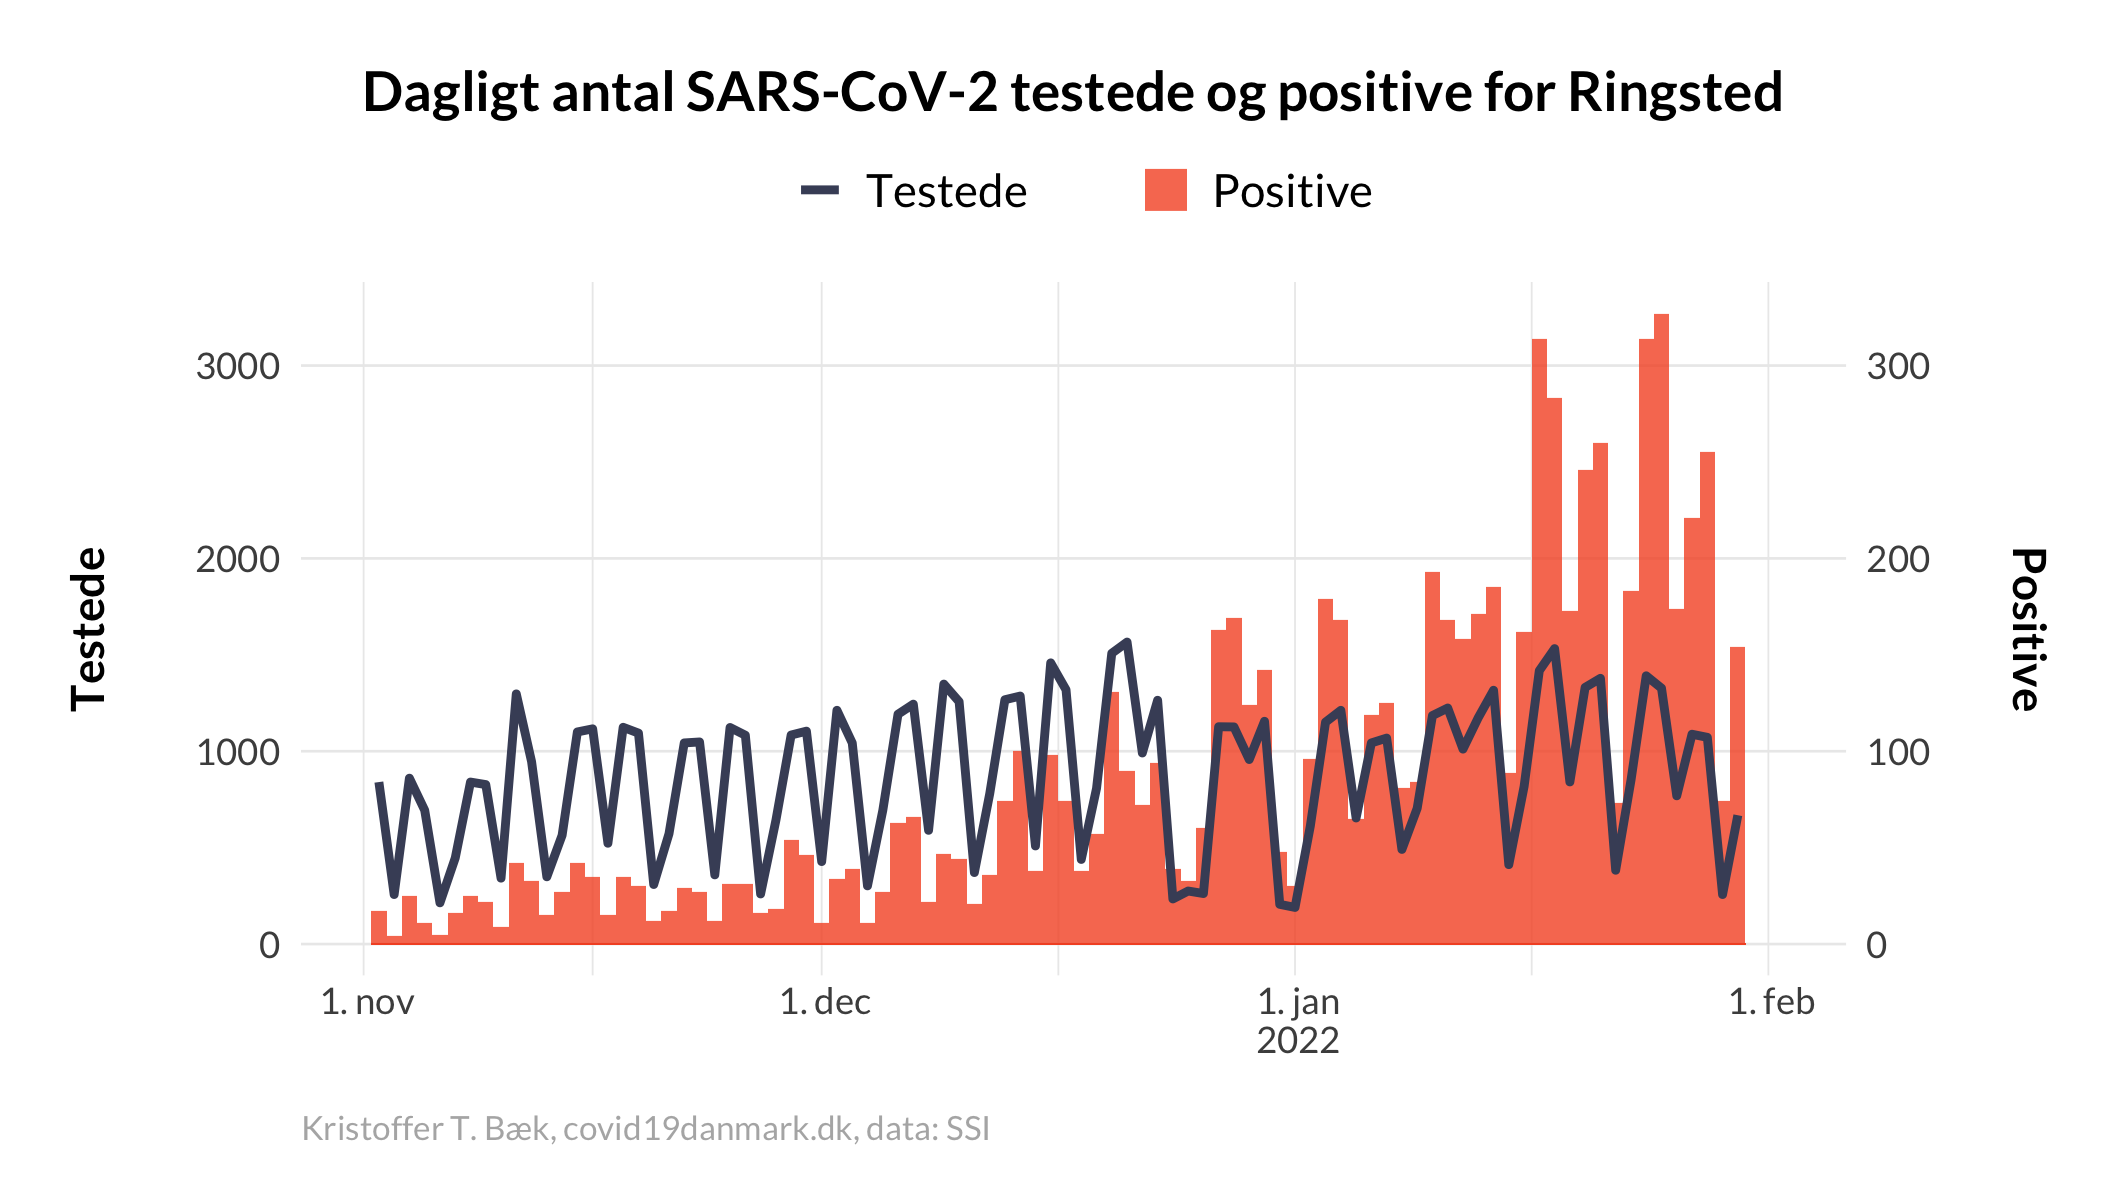 Dagligt antal SARS-CoV-2 testede og positive for Ringsted
Testede
Positive
Testede
3000
2000
1000
0
300
200
100
0
Positive
1. nov
1. dec
1. jan
2022
1. feb
Kristoffer T. Bæk, covid19danmark.dk, data: SSI